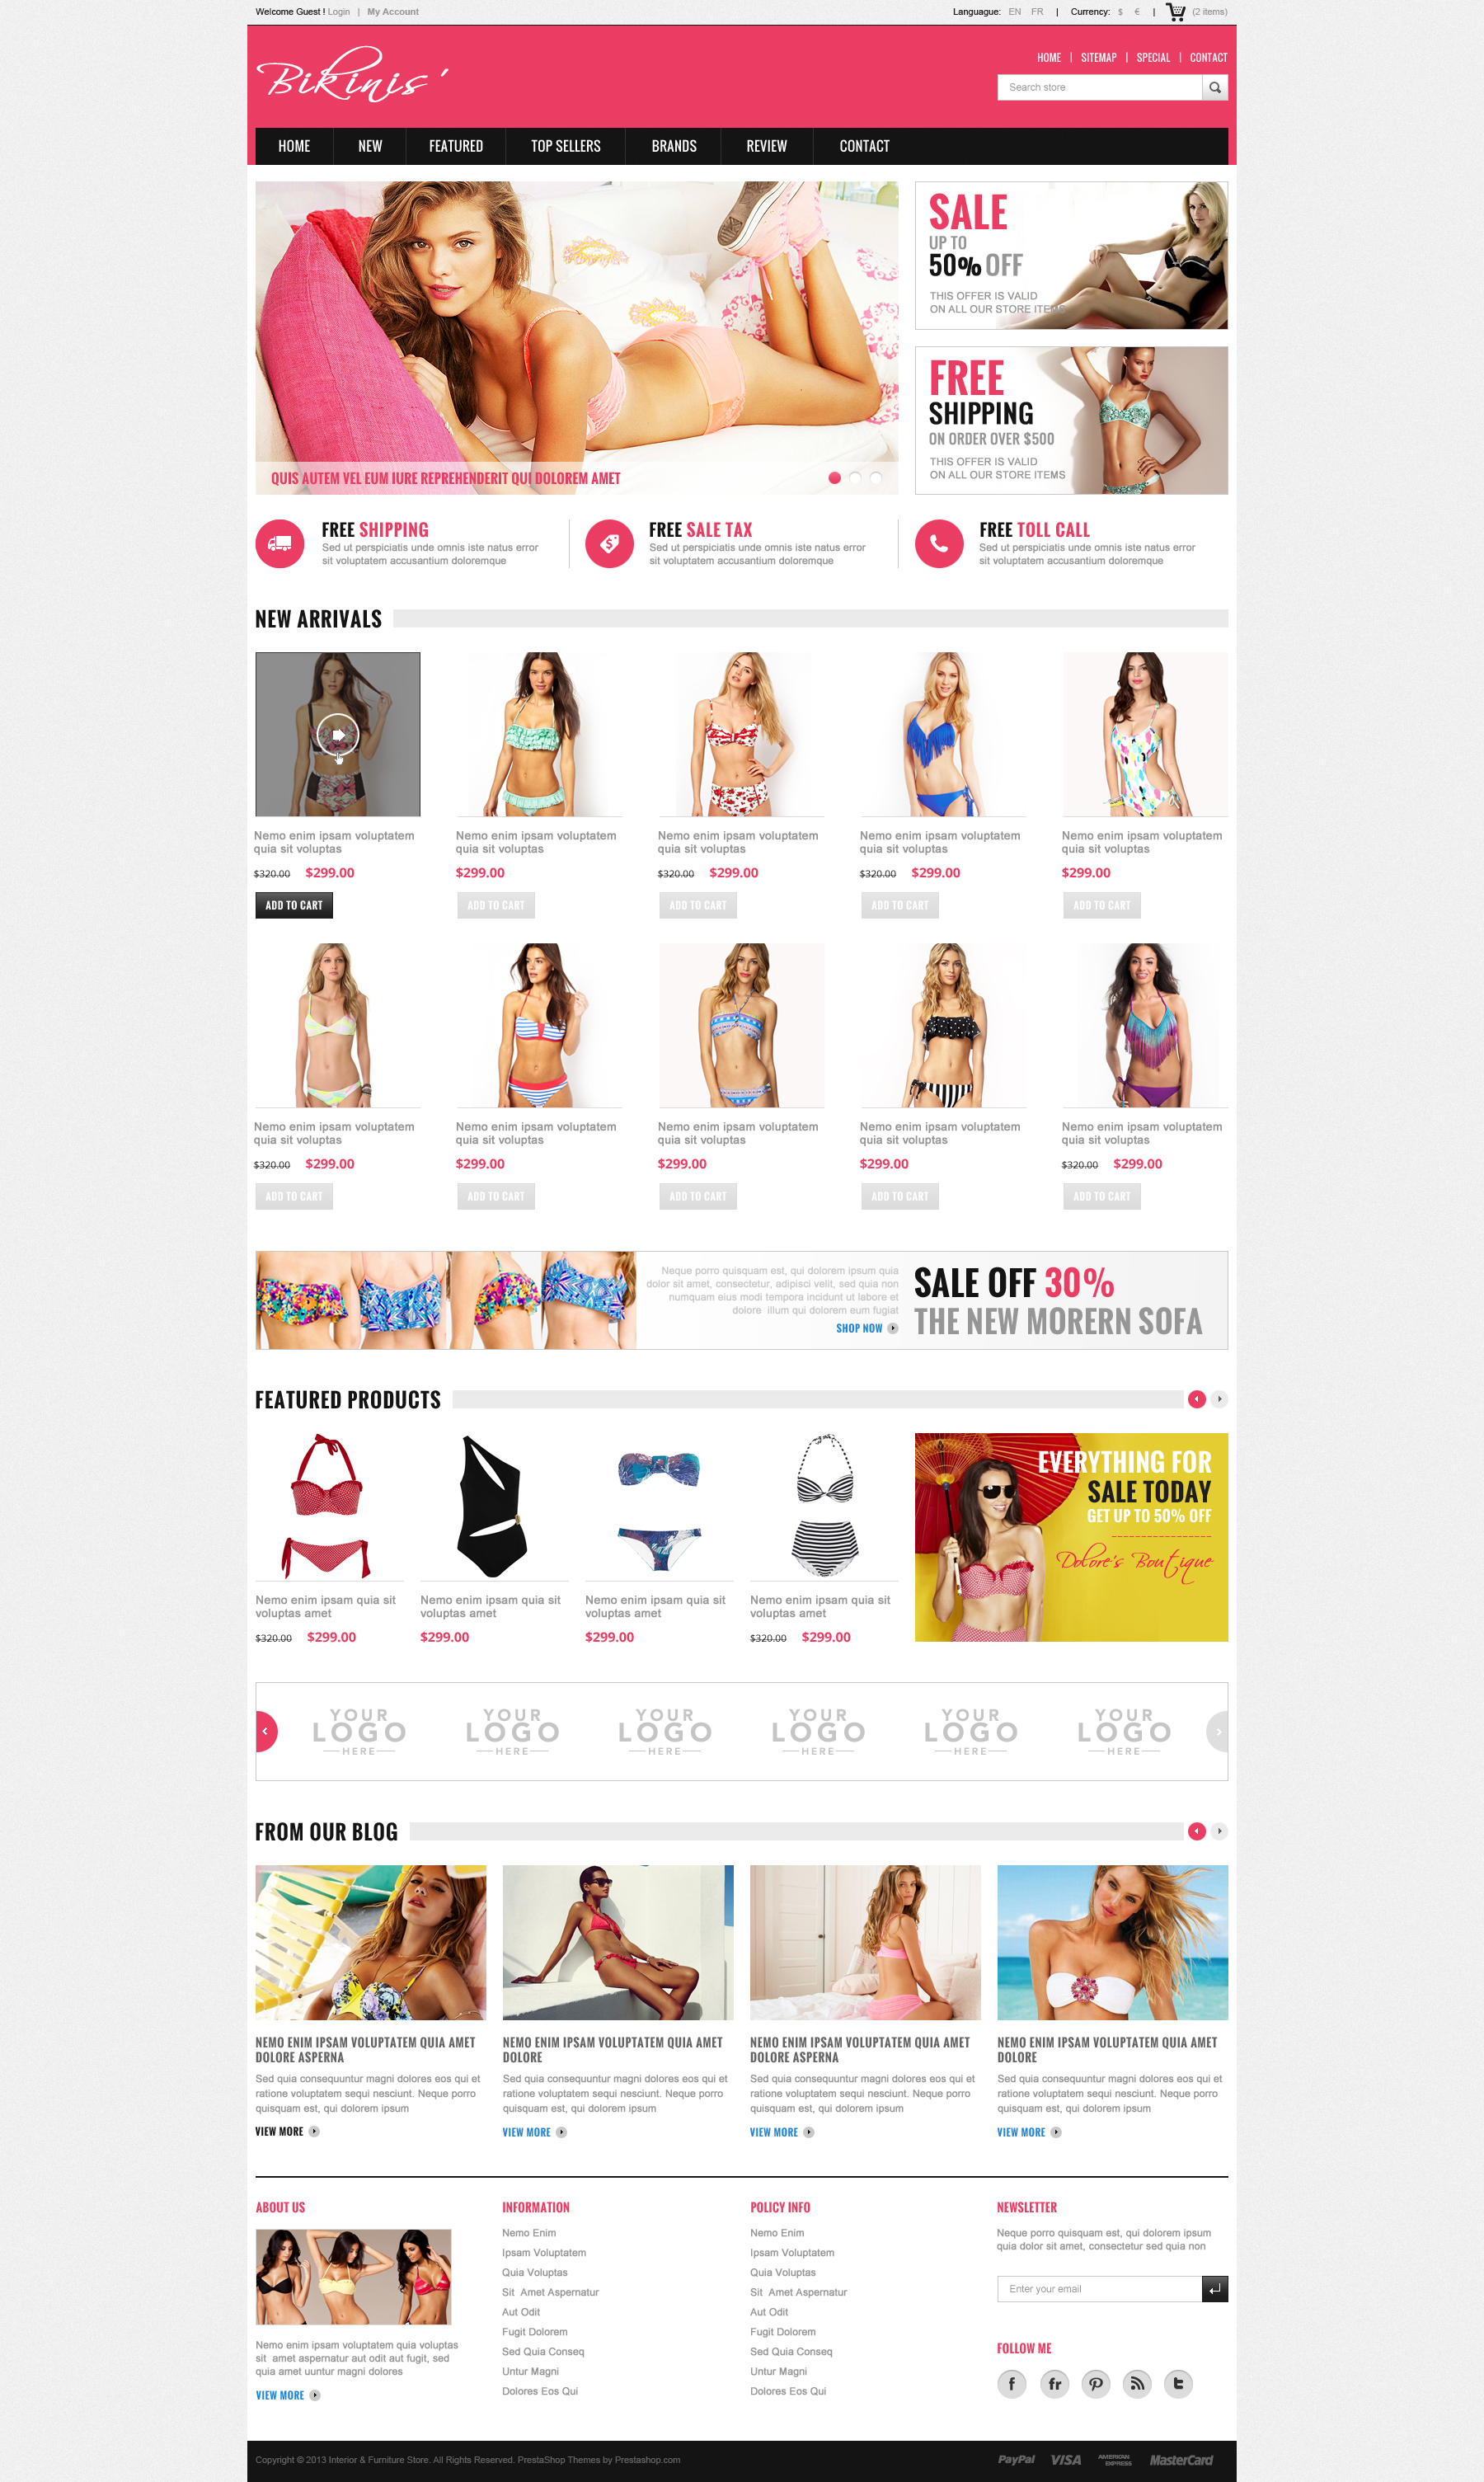 Welcome Guest ! Login | My Account
Languague: EN FR | Currency: $ € | (2 items)
Bikinis'
HOME | SITEMAP | SPECIAL | CONTACT
Search store
HOME NEW FEATURED TOP SELLERS BRANDS REVIEW CONTACT
SALE
UP TO
50% OFF
THIS OFFER IS VALID
ON ALL OUR STORE ITEMS
FREE
SHIPPING
ON ORDER OVER $500
THIS OFFER IS VALID
ON ALL OUR STORE ITEMS
QUIS AUTEM VEL EUM IURE REPREHENDERIT QUI DOLOREM AMET
FREE SHIPPING
Sed ut perspiciatis unde omnis iste natus error
sit voluptatem accusantium doloremque
FREE SALE TAX
Sed ut perspiciatis unde omnis iste natus error
sit voluptatem accusantium doloremque
FREE TOLL CALL
Sed ut perspiciatis unde omnis iste natus error
sit voluptatem accusantium doloremque
NEW ARRIVALS
Nemo enim ipsam voluptatem
quia sit voluptas
$320.00 $299.00
ADD TO CART
Nemo enim ipsam voluptatem
quia sit voluptas
$299.00
ADD TO CART
Nemo enim ipsam voluptatem
quia sit voluptas
$320.00 $299.00
ADD TO CART
Nemo enim ipsam voluptatem
quia sit voluptas
$320.00 $299.00
ADD TO CART
Nemo enim ipsam voluptatem
quia sit voluptas
$299.00
ADD TO CART
Nemo enim ipsam voluptatem
quia sit voluptas
$320.00 $299.00
ADD TO CART
Nemo enim ipsam voluptatem
quia sit voluptas
$299.00
ADD TO CART
Nemo enim ipsam voluptatem
quia sit voluptas
$299.00
ADD TO CART
Nemo enim ipsam voluptatem
quia sit voluptas
$299.00
ADD TO CART
Nemo enim ipsam voluptatem
quia sit voluptas
$320.00 $299.00
ADD TO CART
Neque porro quisquam est, qui dolorem ipsum quia
dolor sit amet, consectetur, adipisci velit, sed quia non
numquam eius modi tempora incidunt ut labore et
dolore illum qui dolorem eum fugiat
SHOP NOW
SALE OFF 30%
THE NEW MORERN SOFA
FEATURED PRODUCTS
Nemo enim ipsam quia sit
voluptas amet
$320.00 $299.00
Nemo enim ipsam quia sit
voluptas amet
$299.00
Nemo enim ipsam quia sit
voluptas amet
$299.00
Nemo enim ipsam quia sit
voluptas amet
$320.00 $299.00
EVERYTHING FOR
SALE TODAY
GET UP TO 50% OFF
Dolore's Boutique
YOUR
LOGO
HERE
YOUR
LOGO
HERE
YOUR
LOGO
HERE
YOUR
LOGO
HERE
YOUR
LOGO
HERE
YOUR
LOGO
HERE
FROM OUR BLOG
NEMO ENIM IPSAM VOLUPTATEM QUIA AMET
DOLORE ASPERNA
Sed quia consequuntur magni dolores eos qui et
ratione voluptatem sequi nesciunt. Neque porro
quisquam est, qui dolorem ipsum
VIEW MORE
NEMO ENIM IPSAM VOLUPTATEM QUIA AMET
DOLORE
Sed quia consequuntur magni dolores eos qui et
ratione voluptatem sequi nesciunt. Neque porro
quisquam est, qui dolorem ipsum
VIEW MORE
NEMO ENIM IPSAM VOLUPTATEM QUIA AMET
DOLORE ASPERNA
Sed quia consequuntur magni dolores eos qui et
ratione voluptatem sequi nesciunt. Neque porro
quisquam est, qui dolorem ipsum
VIEW MORE
NEMO ENIM IPSAM VOLUPTATEM QUIA AMET
DOLORE
Sed quia consequuntur magni dolores eos qui et
ratione voluptatem sequi nesciunt. Neque porro
quisquam est, qui dolorem ipsum
VIEW MORE
ABOUT US
Nemo enim ipsam voluptatem quia voluptas
sit amet aspernatur aut odit aut fugit, sed
quia amet uuntur magni dolores
VIEW MORE
INFORMATION
Nemo Enim
Ipsam Voluptatem
Quia Voluptas
Sit Amet Aspernatur
Aut Odit
Fugit Dolorem
Sed Quia Conseq
Untur Magni
Dolores Eos Qui
POLICY INFO
Nemo Enim
Ipsam Voluptatem
Quia Voluptas
Sit Amet Aspernatur
Aut Odit
Fugit Dolorem
Sed Quia Conseq
Untur Magni
Dolores Eos Qui
NEWSLETTER
Neque porro quisquam est, qui dolorem ipsum
quia dolor sit amet, consectetur sed quia non
Enter your email
FOLLOW ME
Copyright © 2013 Interior & Furniture Store. All Rights Reserved. PrestaShop Themes by Prestashop.com
PayPal VISA AMERICAN EXPRESS MasterCard